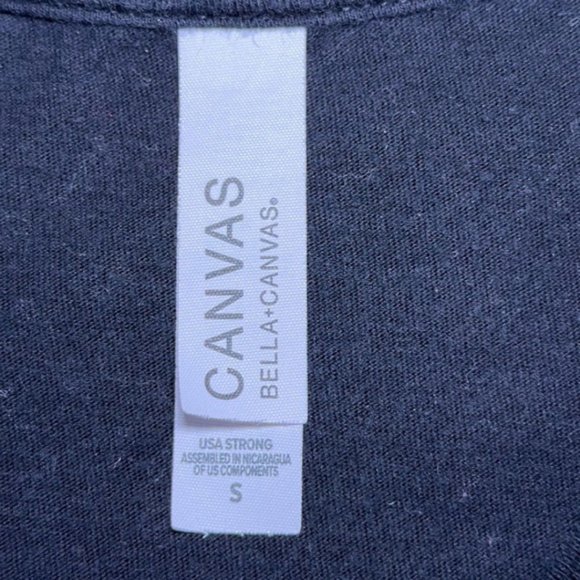 CANVAS
BELLA+CANVAS®
USA STRONG
ASSEMBLED IN NICARAGUA
OF US COMPONENTS
S